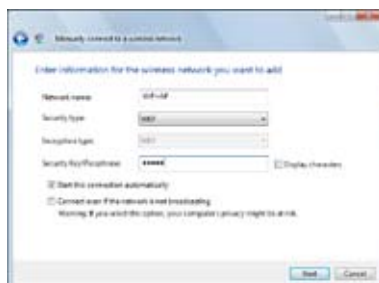 Manually connect to a wireless network
Enter information for the wireless network you want to add
Network name:
Security type:
WEP
Encryption type:
WEP
Security Key/Passphrase:
•••••
Display characters
Start this connection automatically
Connect even if the network is not broadcasting
Warning: If you select this option, your computer's privacy might be at risk.
Next
Cancel